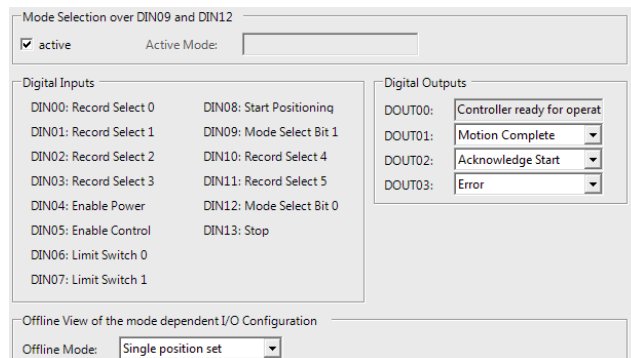 Mode Selection over DIN09 and DIN12
active Active Mode:
Digital Inputs
DIN00: Record Select 0 DIN08: Start Positioning
DIN01: Record Select 1 DIN09: Mode Select Bit 1
DIN02: Record Select 2 DIN10: Record Select 4
DIN03: Record Select 3 DIN11: Record Select 5
DIN04: Enable Power DIN12: Mode Select Bit 0
DIN05: Enable Control DIN13: Stop
DIN06: Limit Switch 0
DIN07: Limit Switch 1
Digital Outputs
DOUT00: Controller ready for operat
DOUT01: Motion Complete
DOUT02: Acknowledge Start
DOUT03: Error
Offline View of the mode dependent I/O Configuration
Offline Mode: Single position set